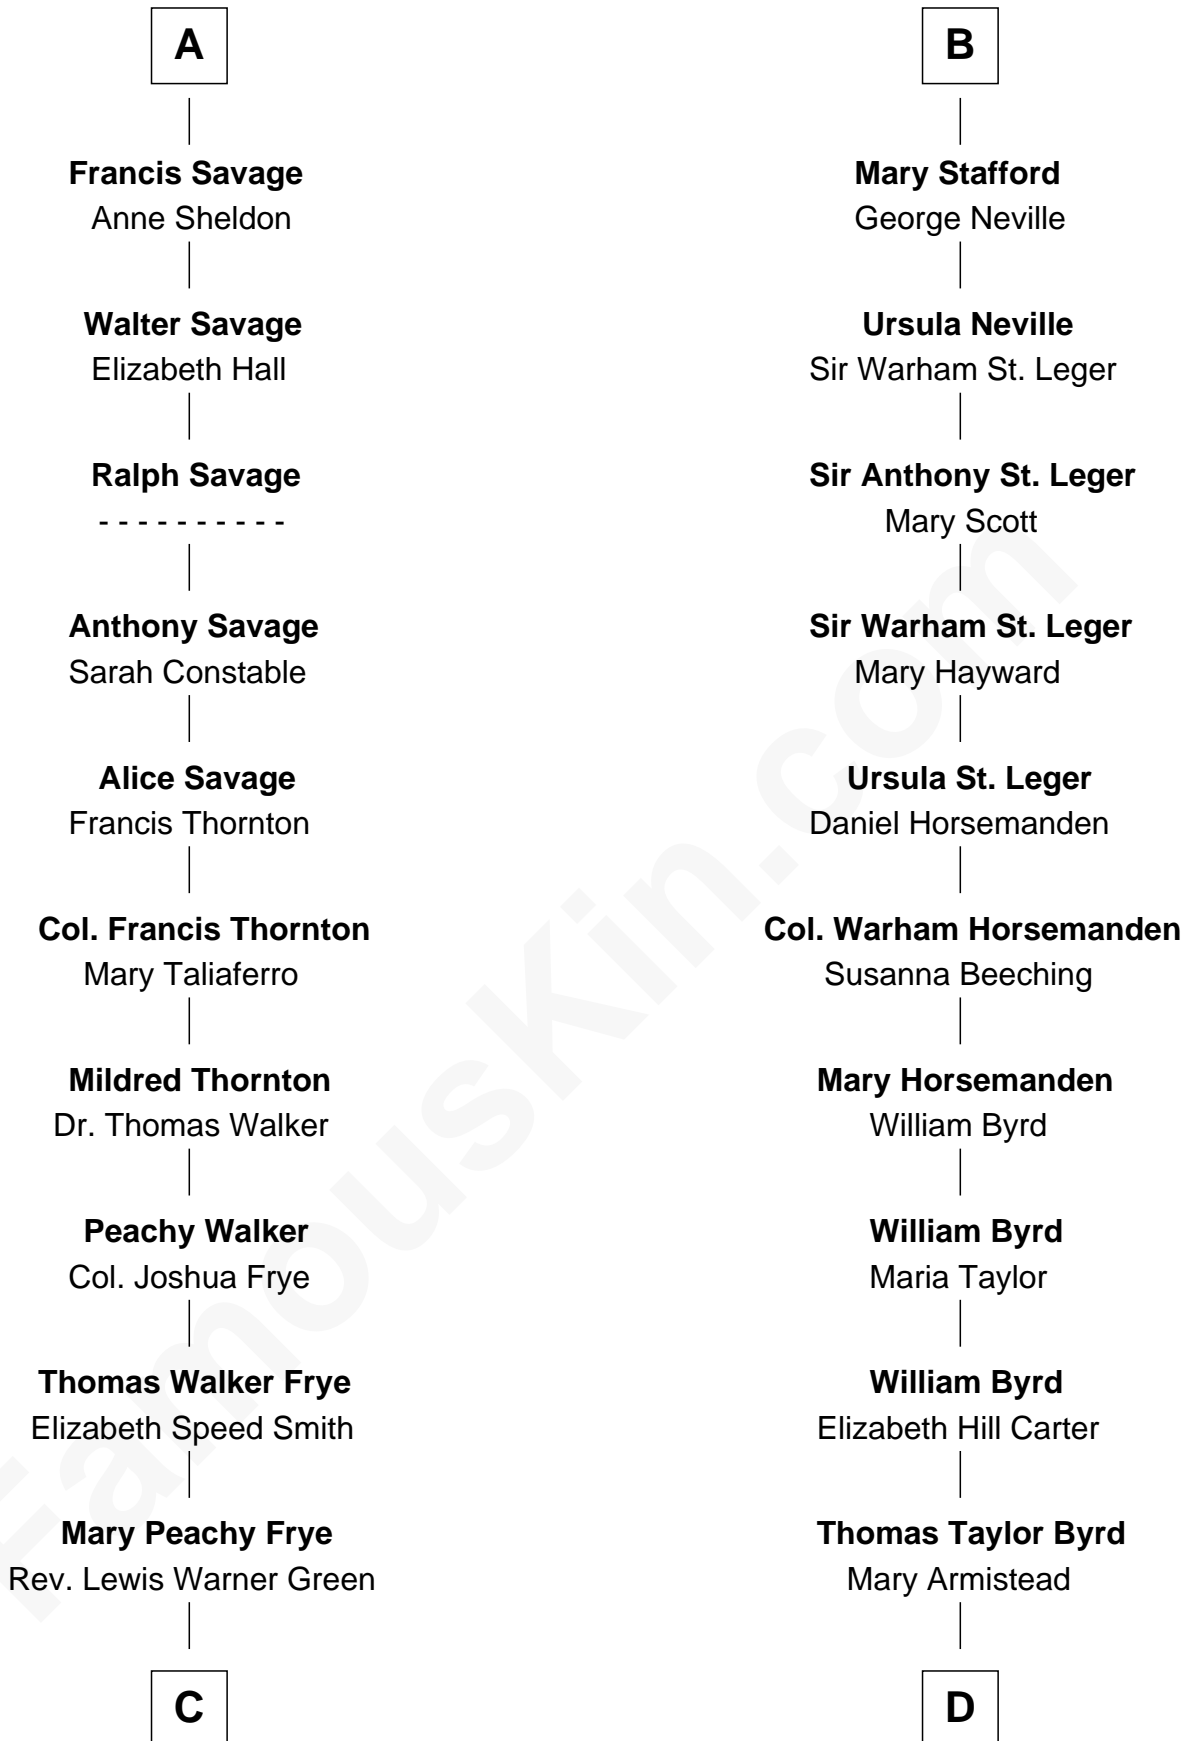 A
Francis Savage
Anne Sheldon
Walter Savage
Elizabeth Hall
Ralph Savage
- - - - - - - - - -
Anthony Savage
Sarah Constable
Alice Savage
Francis Thornton
Col. Francis Thornton
Mary Taliaferro
Mildred Thornton
Dr. Thomas Walker
Peachy Walker
Col. Joshua Frye
Thomas Walker Frye
Elizabeth Speed Smith
Mary Peachy Frye
Rev. Lewis Warner Green
C
B
Mary Stafford
George Neville
Ursula Neville
Sir Warham St. Leger
Sir Anthony St. Leger
Mary Scott
Sir Warham St. Leger
Mary Hayward
Ursula St. Leger
Daniel Horsemanden
Col. Warham Horsemanden
Susanna Beeching
Mary Horsemanden
William Byrd
William Byrd
Maria Taylor
William Byrd
Elizabeth Hill Carter
Thomas Taylor Byrd
Mary Armistead
D
FamousKin.com